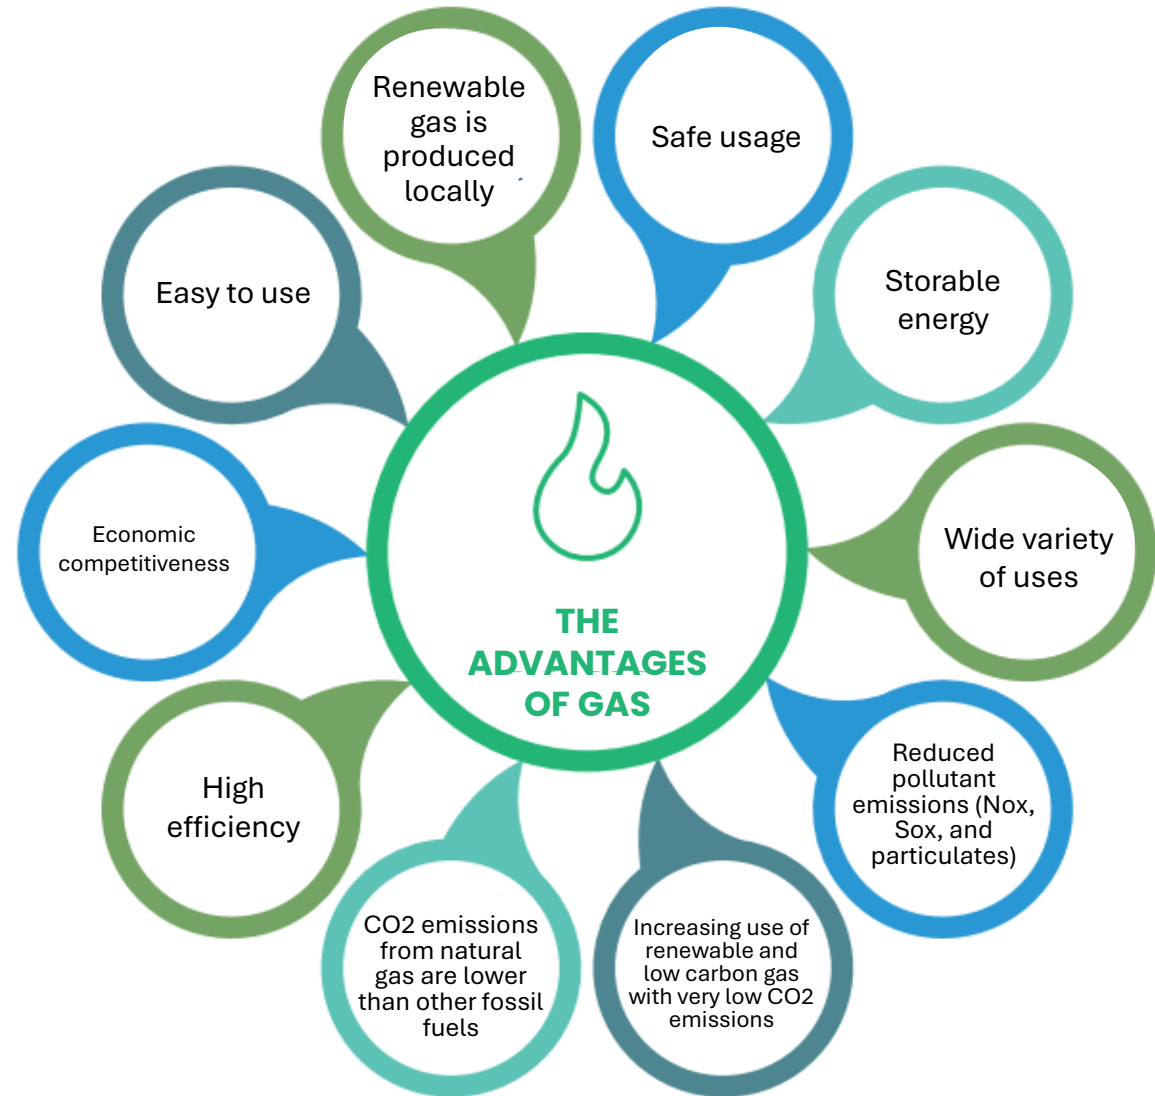 Renewable
gas is
produced
locally
Safe usage
Storable
energy
Wide variety
of uses
Reduced
pollutant
emissions (Nox,
Sox, and
particulates)
Increasing use of
renewable and
low carbon gas
with very low CO2
emissions
CO2 emissions
from natural
gas are lower
than other fossil
fuels
High
efficiency
Economic
competitiveness
Easy to use
THE
ADVANTAGES
OF GAS